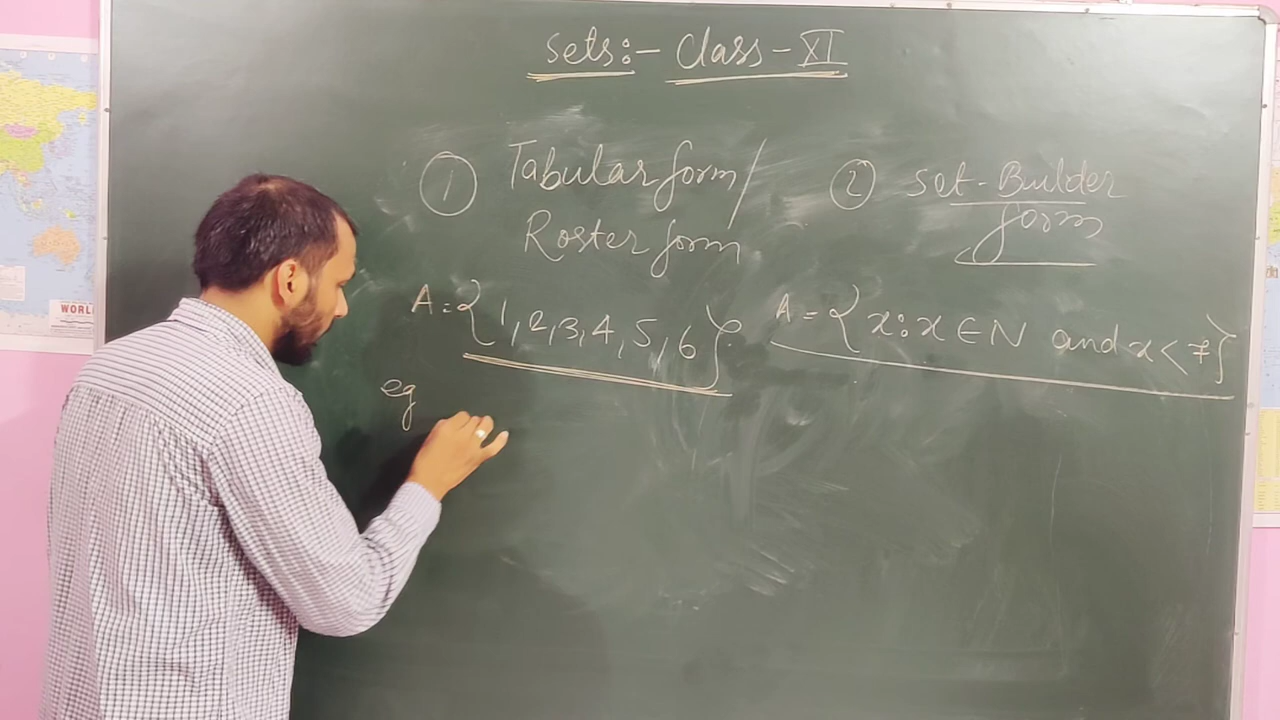 Sets:- Class - XI
① Tabular form/
Roster form
② Set-Builder
form
A = {1, 2, 3, 4, 5, 6}
A = {x : x ∈ N and x < 7}
eg
WORL